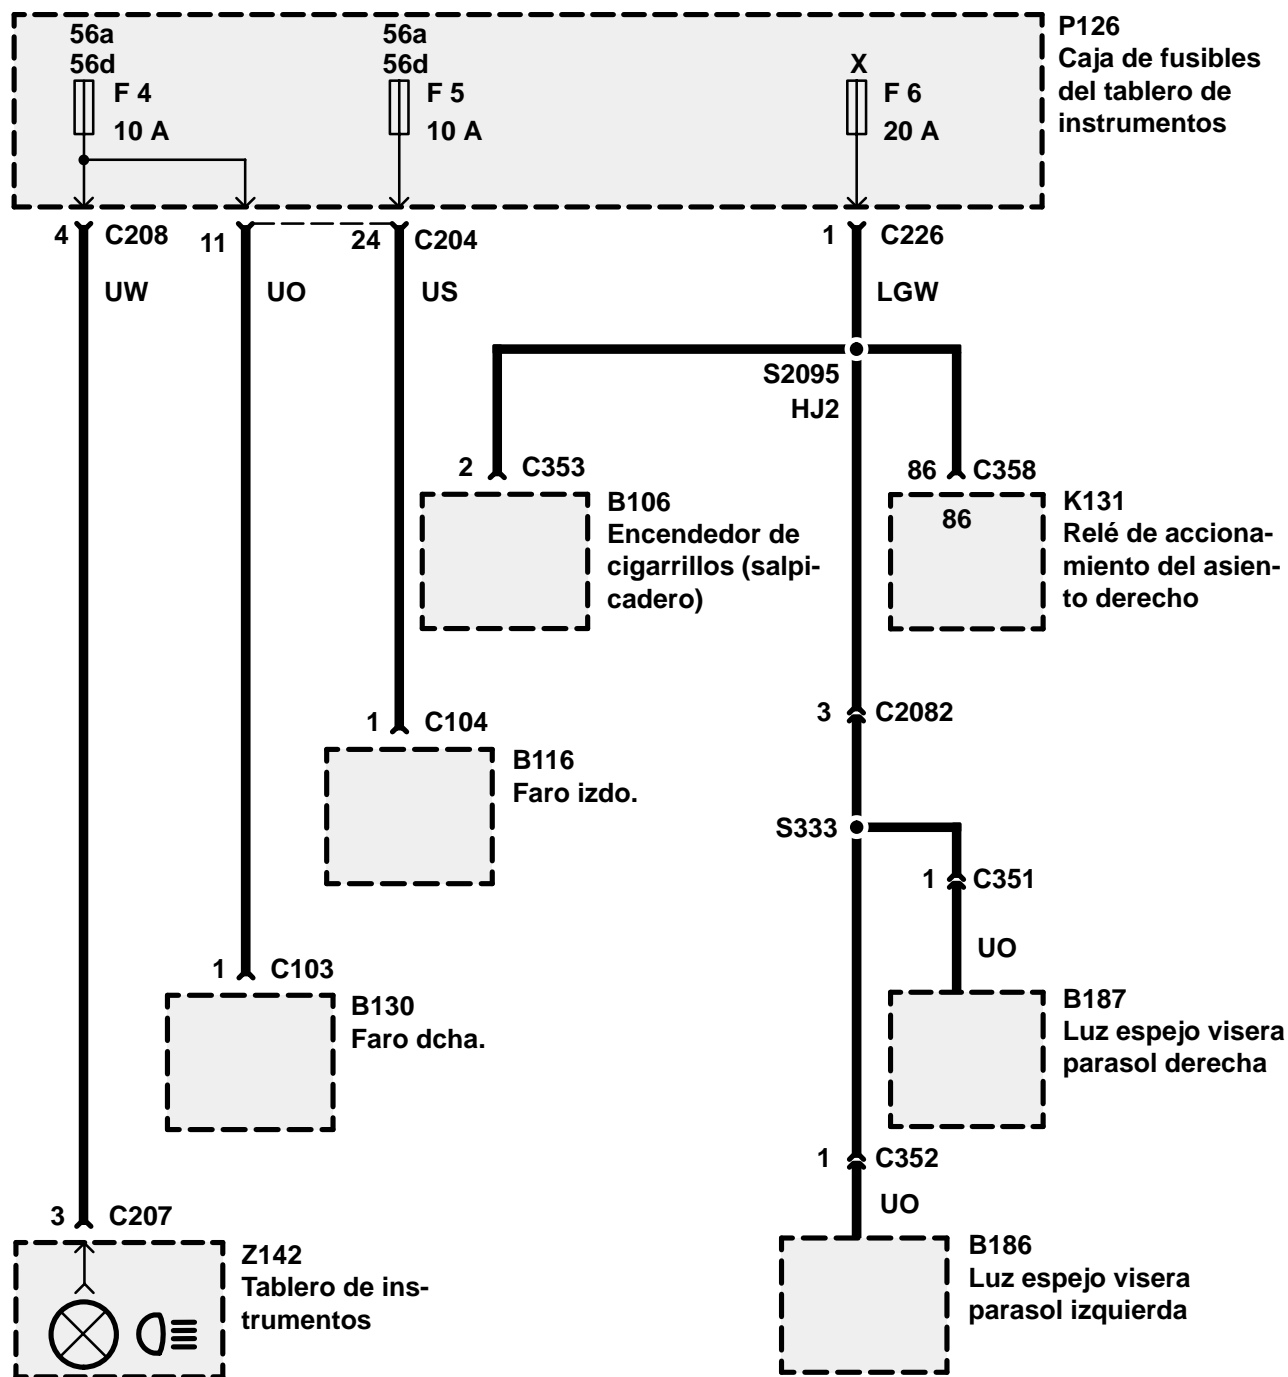 56a
56d
F 4
10 A
56a
56d
F 5
10 A
X
F 6
20 A
P126
Caja de fusibles
del tablero de
instrumentos
4 C208
11
24 C204
1 C226
UW
UO
US
LGW
S2095
HJ2
2 C353
B106
Encendedor de
cigarrillos (salpi-
cadero)
86 C358
86
K131
Relé de acciona-
miento del asien-
to derecho
1 C104
B116
Faro izdo.
3 C2082
S333
1 C351
UO
1 C103
B130
Faro dcha.
B187
Luz espejo visera
parasol derecha
1 C352
UO
3 C207
Z142
Tablero de ins-
trumentos
B186
Luz espejo visera
parasol izquierda